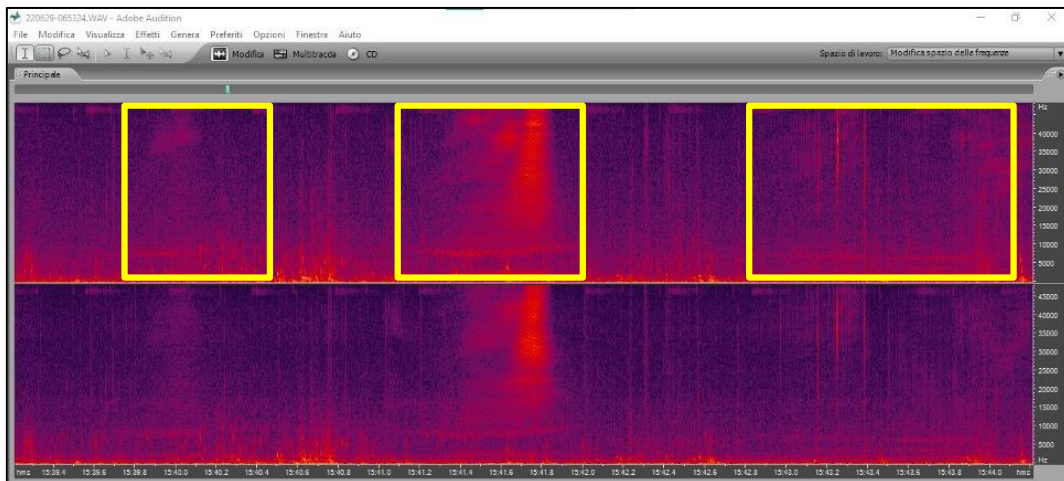 220629-065324.WAV - Adobe Audition
File Modifica Visualizza Effetti Genera Preferiti Opzioni Finestra Aiuto
Modifica Multitraccia CD Spazio di lavoro: Modifica spazio delle frequenze
Principale
Hz
40000
35000
30000
25000
20000
15000
10000
5000
Hz
45000
40000
35000
30000
25000
20000
15000
10000
5000
Hz
hms 15:39.4 15:39.6 15:39.8 15:40.0 15:40.2 15:40.4 15:40.6 15:40.8 15:41.0 15:41.2 15:41.4 15:41.6 15:41.8 15:42.0 15:42.2 15:42.4 15:42.6 15:42.8 15:43.0 15:43.2 15:43.4 15:43.6 15:43.8 15:44.0 hms